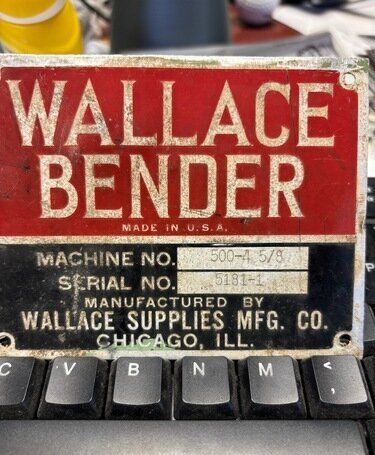 WALLACE
BENDER
MADE IN U.S.A.
MACHINE NO. 500-4 5/8
SERIAL NO. 5181-1
MANUFACTURED BY
WALLACE SUPPLIES MFG. CO.
CHICAGO, ILL.
C V B N M < ,